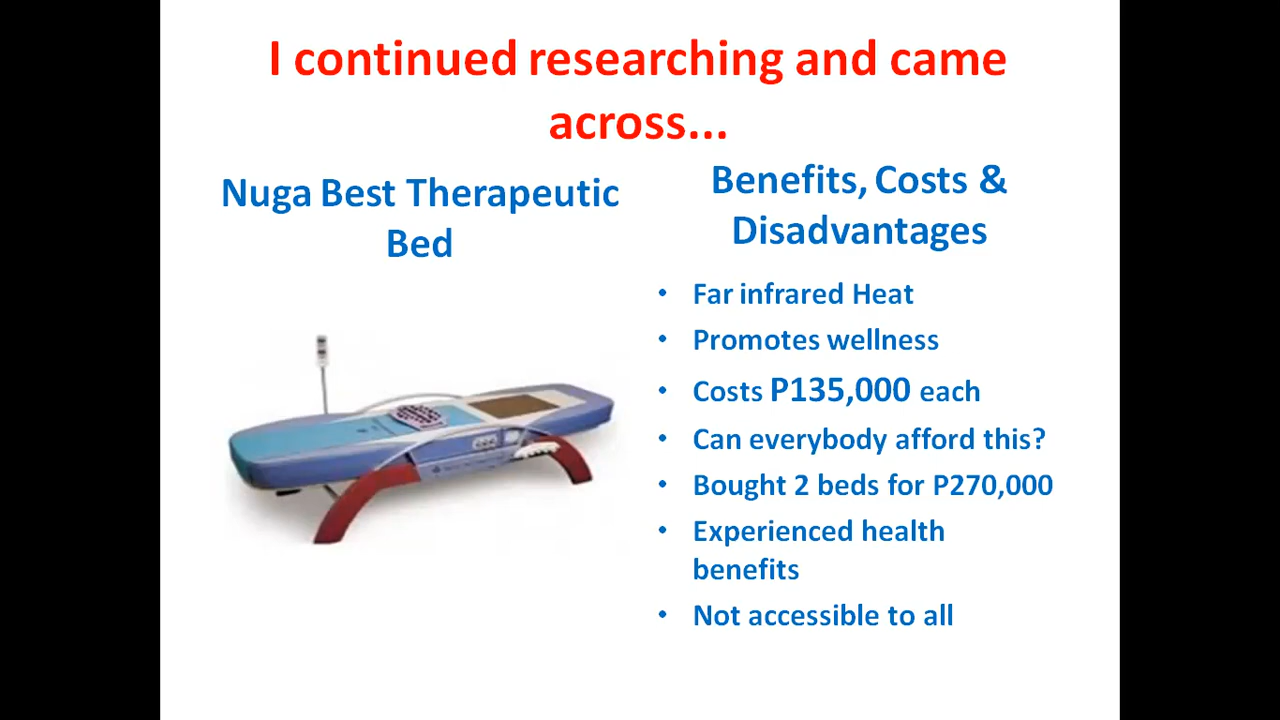 I continued researching and came
across...
Nuga Best Therapeutic
Bed
Benefits, Costs &
Disadvantages
• Far infrared Heat
• Promotes wellness
• Costs P135,000 each
• Can everybody afford this?
• Bought 2 beds for P270,000
• Experienced health
benefits
• Not accessible to all